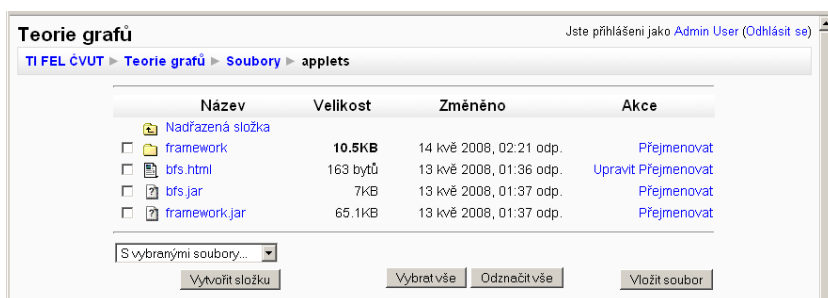 Teorie grafů
Jste přihlášeni jako Admin User (Odhlásit se)
TI FEL ČVUT ► Teorie grafů ► Soubory ► applets
Název Velikost Změněno Akce
Nadřazená složka
framework 10.5KB 14 kvě 2008, 02:21 odp. Přejmenovat
bfs.html 163 bytů 13 kvě 2008, 01:36 odp. Upravit Přejmenovat
bfs.jar 7KB 13 kvě 2008, 01:37 odp. Přejmenovat
framework.jar 65.1KB 13 kvě 2008, 01:37 odp. Přejmenovat
S vybranými soubory...
Vytvořit složku Vybrat vše Odznačit vše Vložit soubor